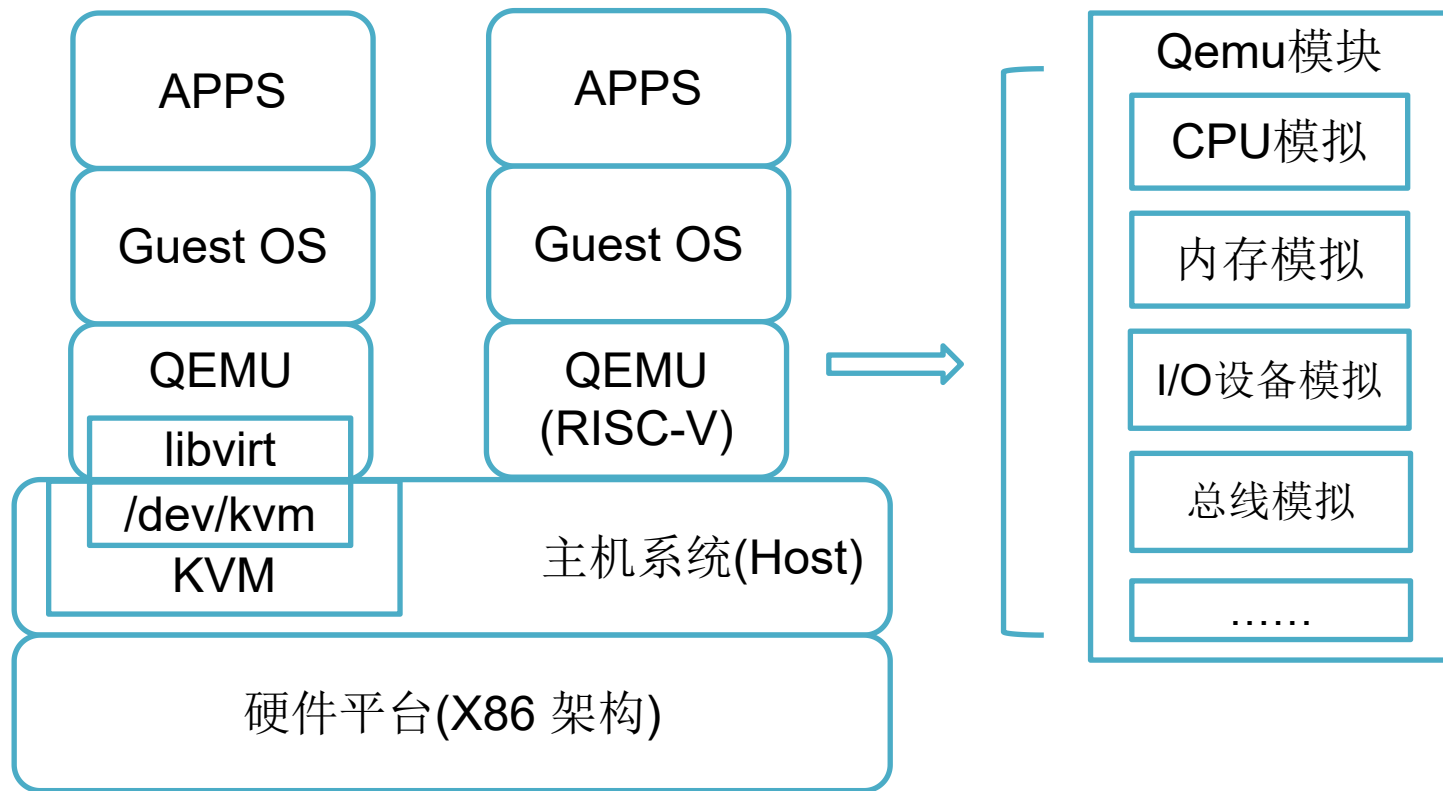 APPS
Guest OS
QEMU
libvirt
/dev/kvm
KVM
APPS
Guest OS
QEMU
(RISC-V)
主机系统(Host)
硬件平台(X86 架构)
Qemu模块
CPU模拟
内存模拟
I/O设备模拟
总线模拟
……